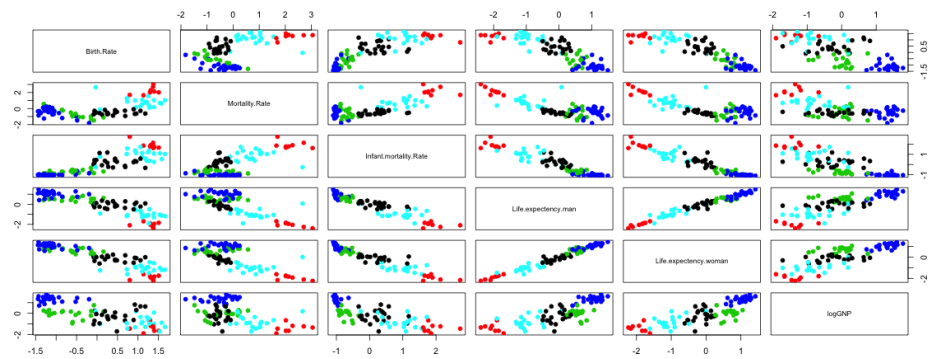 -2 -1 0 1 2 3
-2 -1 0 1
-1 0 1
Birth.Rate
-1.5 0.5
Mortality.Rate
-2 0 2
Infant.mortality.Rate
-1 1
Life.expectency.man
-2 0
Life.expectency.woman
-2 0
logGNP
-2 0
-1.5 -0.5 0.5 1.5
-1 0 1 2
-2 -1 0 1